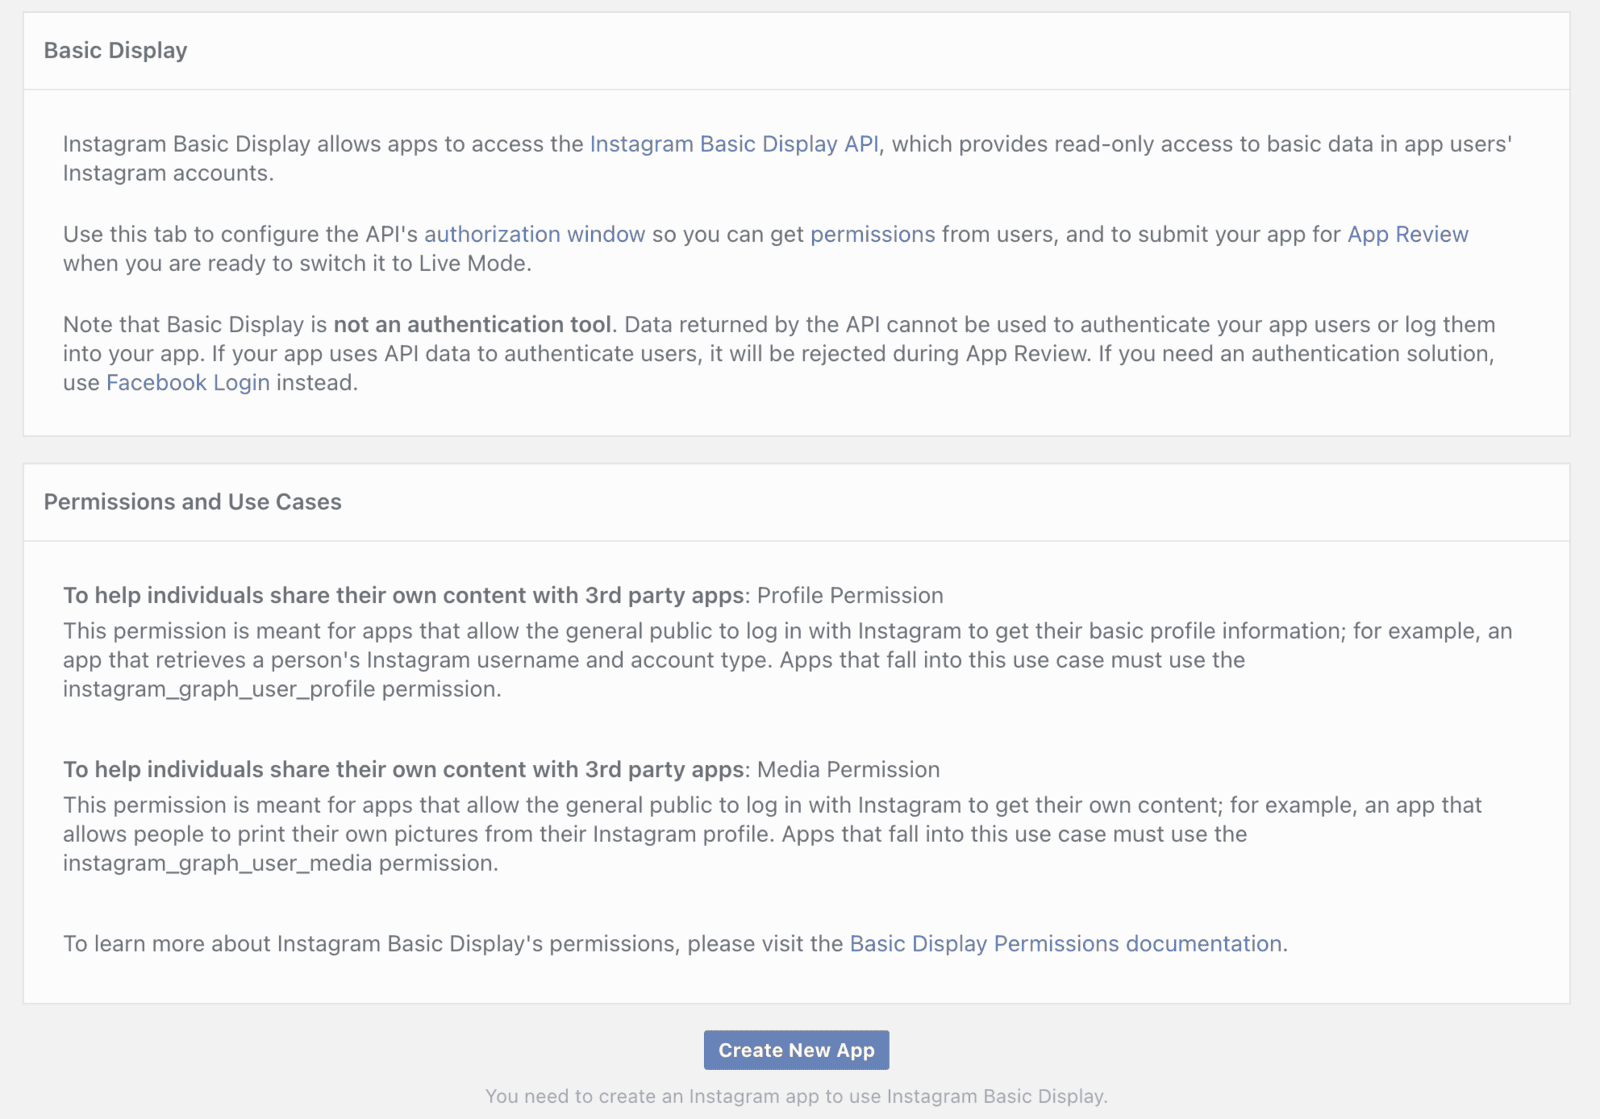 Basic Display
Instagram Basic Display allows apps to access the Instagram Basic Display API, which provides read-only access to basic data in app users'
Instagram accounts.
Use this tab to configure the API's authorization window so you can get permissions from users, and to submit your app for App Review
when you are ready to switch it to Live Mode.
Note that Basic Display is not an authentication tool. Data returned by the API cannot be used to authenticate your app users or log them
into your app. If your app uses API data to authenticate users, it will be rejected during App Review. If you need an authentication solution,
use Facebook Login instead.
Permissions and Use Cases
To help individuals share their own content with 3rd party apps: Profile Permission
This permission is meant for apps that allow the general public to log in with Instagram to get their basic profile information; for example, an
app that retrieves a person's Instagram username and account type. Apps that fall into this use case must use the
instagram_graph_user_profile permission.
To help individuals share their own content with 3rd party apps: Media Permission
This permission is meant for apps that allow the general public to log in with Instagram to get their own content; for example, an app that
allows people to print their own pictures from their Instagram profile. Apps that fall into this use case must use the
instagram_graph_user_media permission.
To learn more about Instagram Basic Display's permissions, please visit the Basic Display Permissions documentation.
Create New App
You need to create an Instagram app to use Instagram Basic Display.